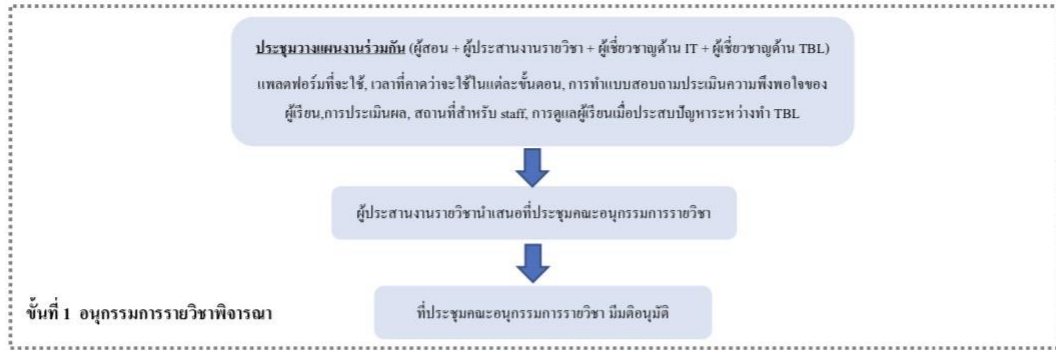 ประชุมวางแผนงานร่วมกัน (ผู้สอน + ผู้ประสานงานรายวิชา + ผู้เชี่ยวชาญด้าน IT + ผู้เชี่ยวชาญด้าน TBL)
แพลตฟอร์มที่จะใช้, เวลาที่คาดว่าจะใช้ในแต่ละขั้นตอน, การทำแบบสอบถามประเมินความพึงพอใจของ
ผู้เรียน,การประเมินผล, สถานที่สำหรับ staff, การดูแลผู้เรียนเมื่อประสบปัญหาระหว่างทำ TBL
ผู้ประสานงานรายวิชานำเสนอที่ประชุมคณะอนุกรรมการรายวิชา
ขั้นที่ 1 อนุกรรมการรายวิชาพิจารณา
ที่ประชุมคณะอนุกรรมการรายวิชา มีมติอนุมัติ